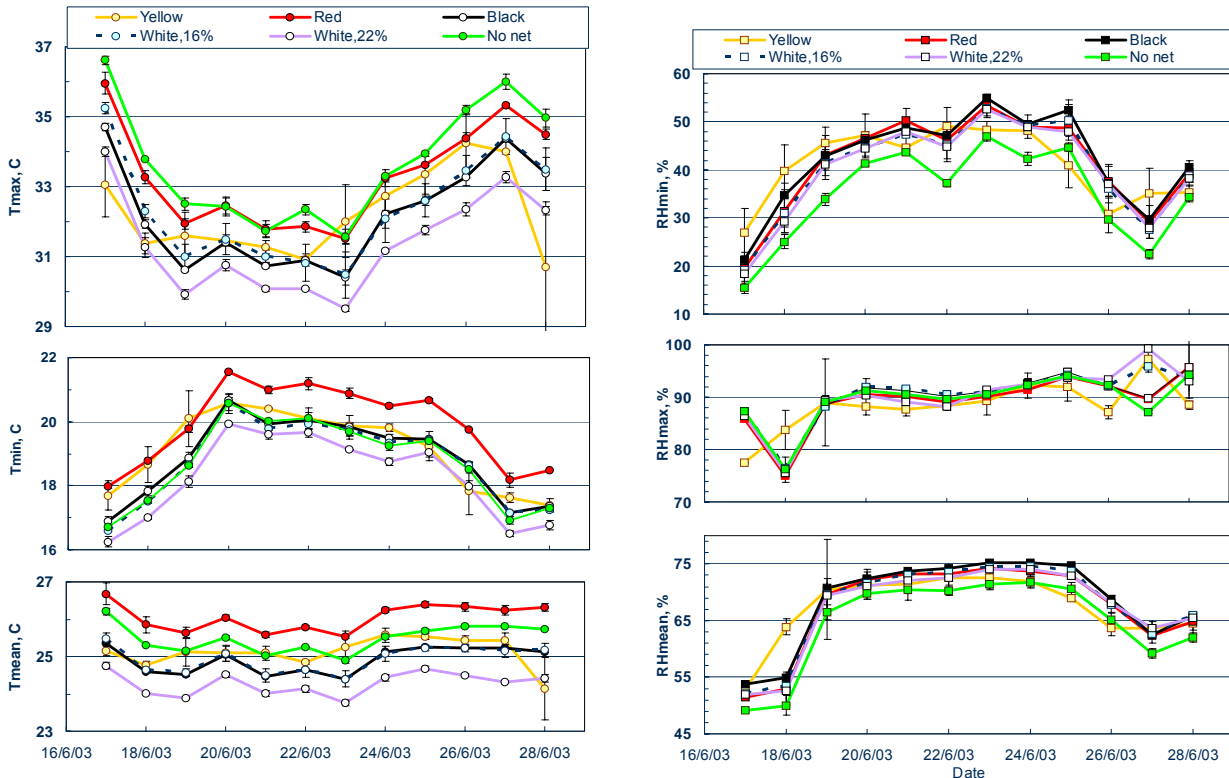 Yellow Red Black
White,16% White,22% No net
37
35
33
31
29
Tmax, C
22
20
18
16
Tmin, C
27
25
23
Tmean, C
16/6/03 18/6/03 20/6/03 22/6/03 24/6/03 26/6/03 28/6/03
Yellow Red Black
White,16% White,22% No net
60
50
40
30
20
10
RHmin, %
100
90
80
70
RHmax, %
75
65
55
45
RHmean, %
16/6/03 18/6/03 20/6/03 22/6/03 24/6/03 26/6/03 28/6/03
Date